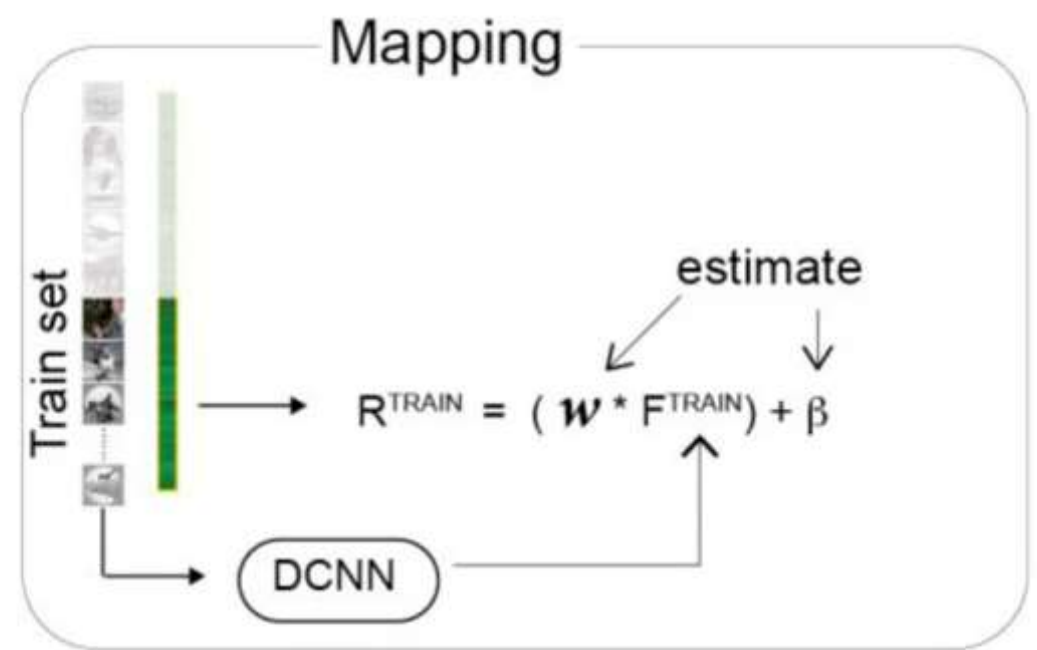 Mapping
Train set
estimate
R^TRAIN = ( w * F^TRAIN) + β
DCNN